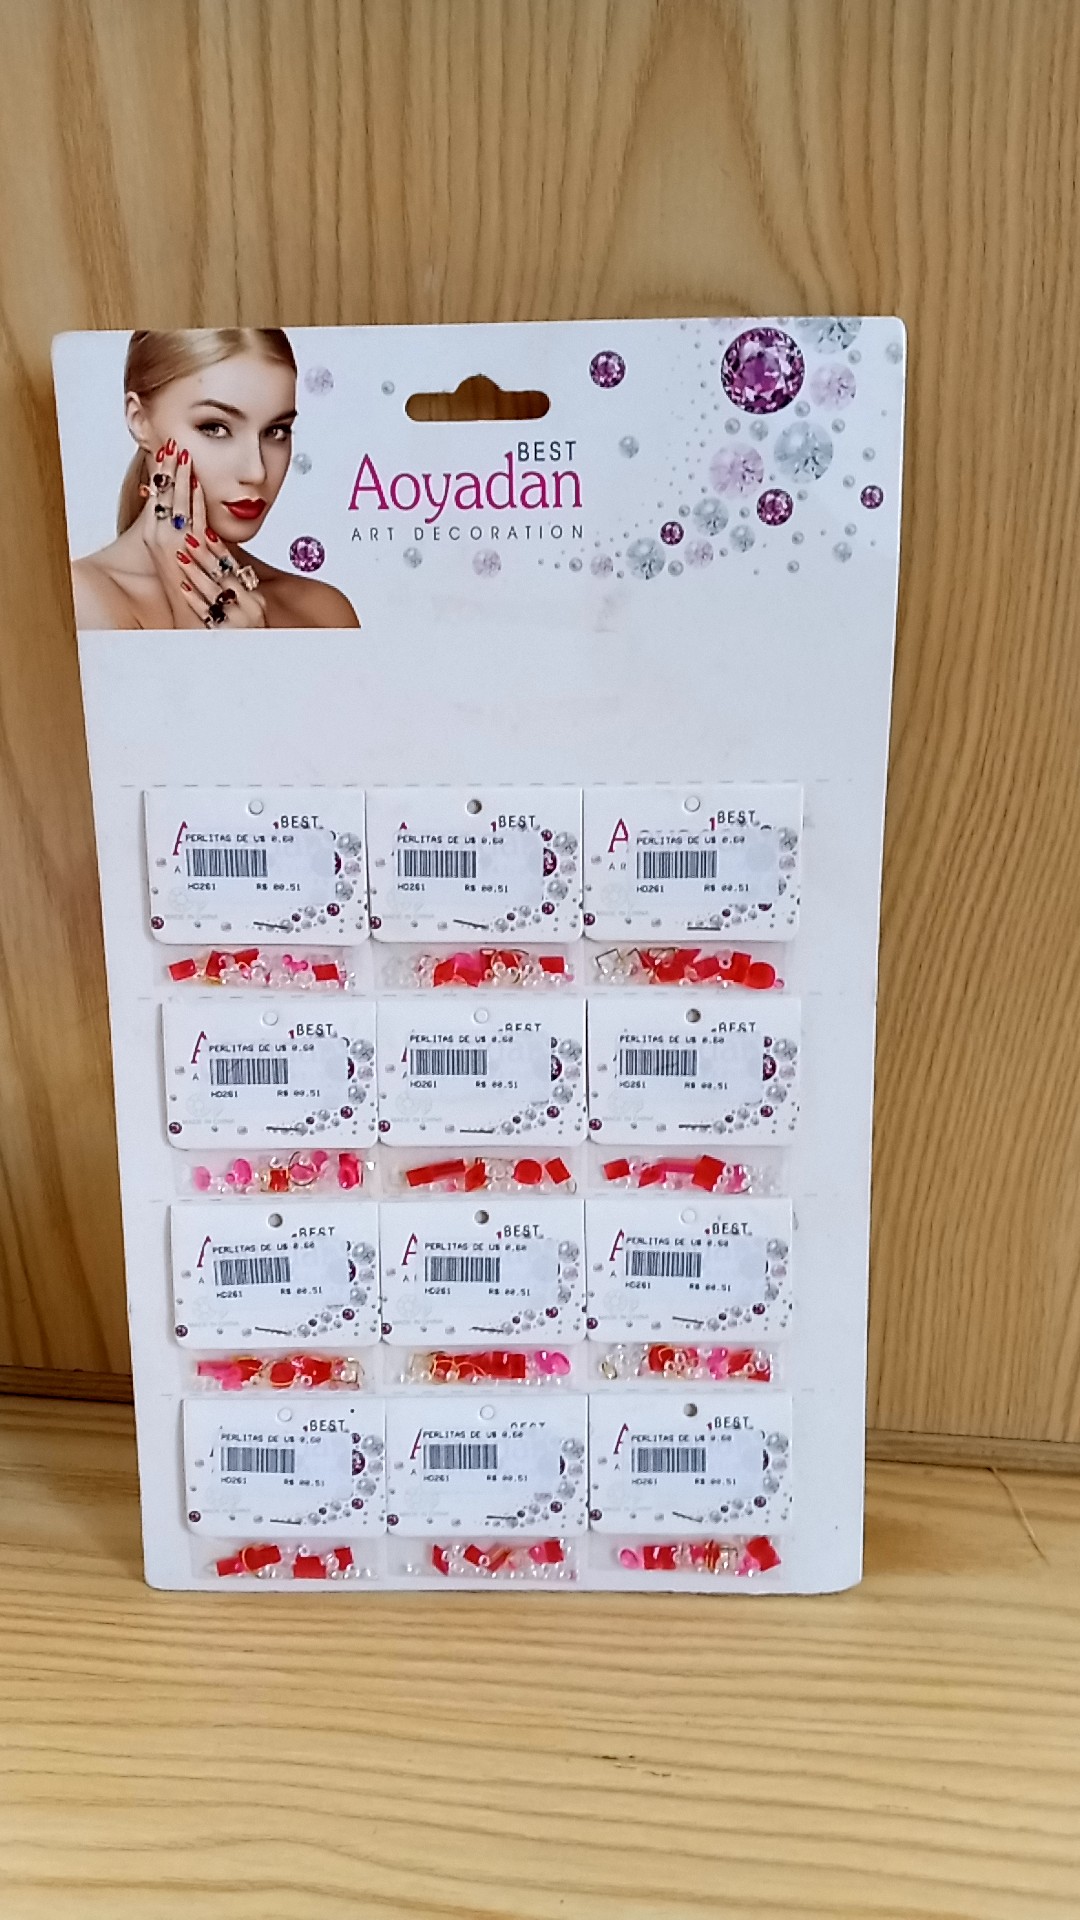 BEST
Aoyadan
ART DECORATION
BEST
PERLITAS DE U$ 0.60
HD261 R$ 00.51
BEST
PERLITAS DE U$ 0.60
HD261 R$ 00.51
BEST
PERLITAS DE U$ 0.60
HD261 R$ 00.51
BEST
PERLITAS DE U$ 0.60
HD261 R$ 00.51
BEST
PERLITAS DE U$ 0.60
HD261 R$ 00.51
BEST
PERLITAS DE U$ 0.60
HD261 R$ 00.51
BEST
PERLITAS DE U$ 0.60
HD261 R$ 00.51
BEST
PERLITAS DE U$ 0.60
HD261 R$ 00.51
BEST
PERLITAS DE U$ 0.60
HD261 R$ 00.51
BEST
PERLITAS DE U$ 0.60
HD261 R$ 00.51
PERLITAS DE U$ 0.60
HD261 R$ 00.51
BEST
PERLITAS DE U$ 0.60
HD261 R$ 00.51